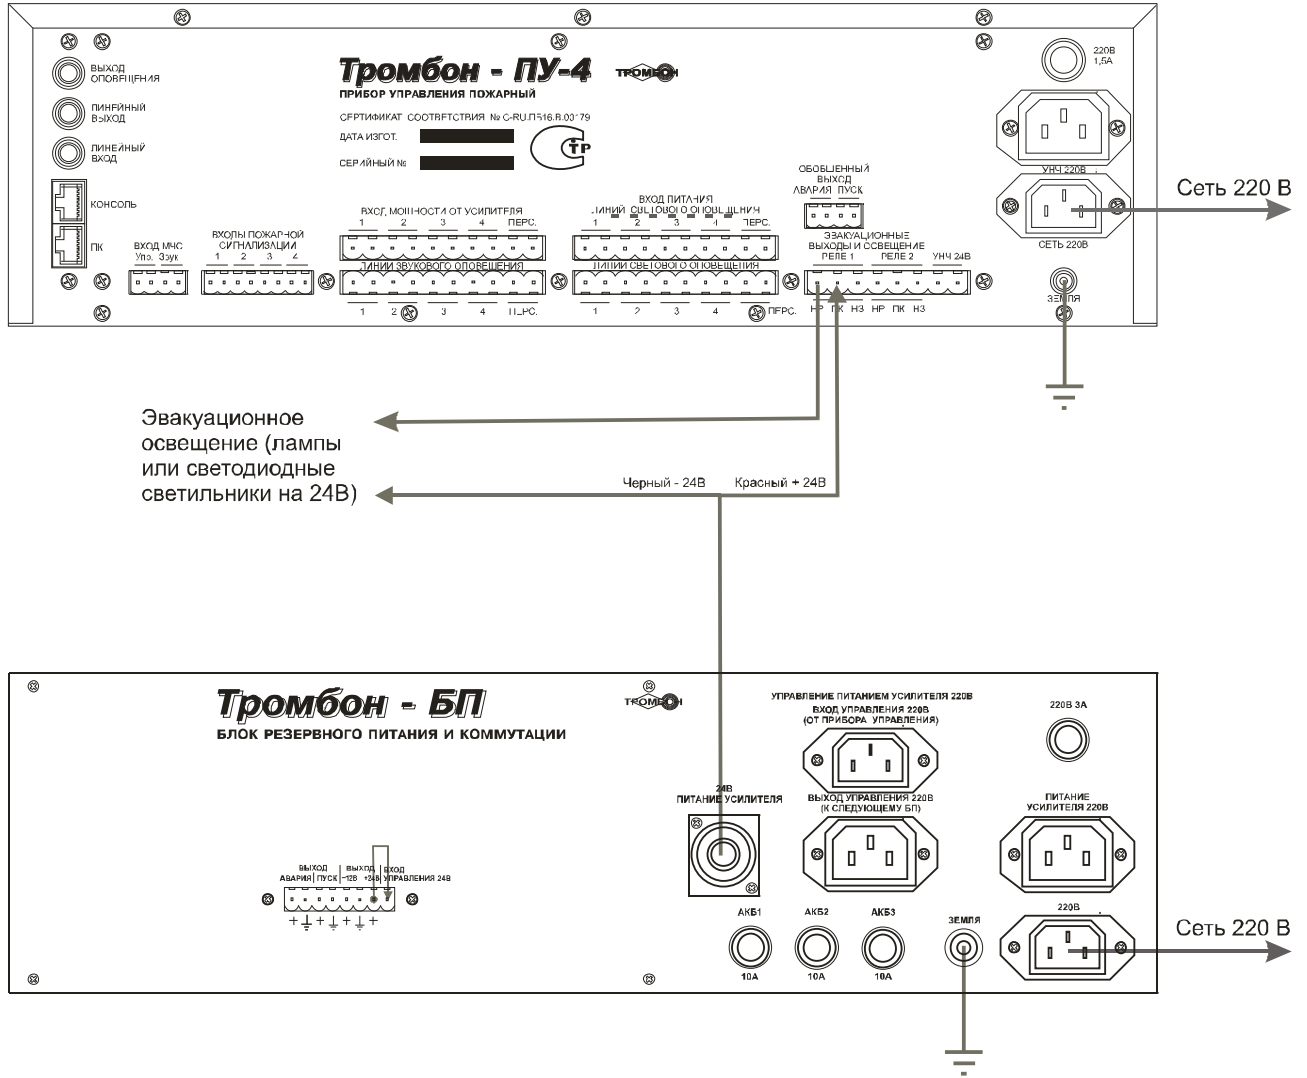 Тромбон - ПУ-4
ТРОМБОН
ПРИБОР УПРАВЛЕНИЯ ПОЖАРНЫЙ
СЕРТИФИКАТ СООТВЕТСТВИЯ № C-RU.ПБ16.В.00179
ДАТА ИЗГОТ.
СЕРИЙНЫЙ №
ВЫХОД
ОПОВЕЩЕНИЯ
ЛИНЕЙНЫЙ
ВЫХОД
ЛИНЕЙНЫЙ
ВХОД
КОНСОЛЬ
ПК
220В
1,5А
УНЧ 220В
СЕТЬ 220В
Сеть 220 В
ЗЕМЛЯ
ВХОД МЧС
Упр. Звук
ВХОДЫ ПОЖАРНОЙ
СИГНАЛИЗАЦИИ
1 2 3 4
ВХОД МОЩНОСТИ ОТ УСИЛИТЕЛЯ
1 2 3 4 ПЕРС.
ЛИНИИ ЗВУКОВОГО ОПОВЕЩЕНИЯ
1 2 3 4 ПЕРС.
ВХОД ПИТАНИЯ
ЛИНИЙ СВЕТОВОГО ОПОВЕЩЕНИЯ
1 2 3 4 ПЕРС.
ЛИНИИ СВЕТОВОГО ОПОВЕЩЕНИЯ
1 2 3 4 ПЕРС.
ОБОБЩЕННЫЙ
ВЫХОД
АВАРИЯ ПУСК
ЭВАКУАЦИОННЫЕ
ВЫХОДЫ И ОСВЕЩЕНИЕ
РЕЛЕ 1 РЕЛЕ 2 УНЧ 24В
НР ПК НЗ НР ПК НЗ
Эвакуационное
освещение (лампы
или светодиодные
светильники на 24В)
Черный - 24В Красный + 24В
Тромбон - БП
ТРОМБОН
БЛОК РЕЗЕРВНОГО ПИТАНИЯ И КОММУТАЦИИ
УПРАВЛЕНИЕ ПИТАНИЕМ УСИЛИТЕЛЯ 220В
ВХОД УПРАВЛЕНИЯ 220В
(ОТ ПРИБОРА УПРАВЛЕНИЯ)
220В 3А
24В
ПИТАНИЕ УСИЛИТЕЛЯ
ВЫХОД УПРАВЛЕНИЯ 220В
(К СЛЕДУЮЩЕМУ БП)
ПИТАНИЕ
УСИЛИТЕЛЯ 220В
ВЫХОД ВЫХОД ВХОД
АВАРИЯ ПУСК ~12В +24В УПРАВЛЕНИЯ 24В
+ + + +
АКБ1 АКБ2 АКБ3
10А 10А 10А
ЗЕМЛЯ
220В
Сеть 220 В